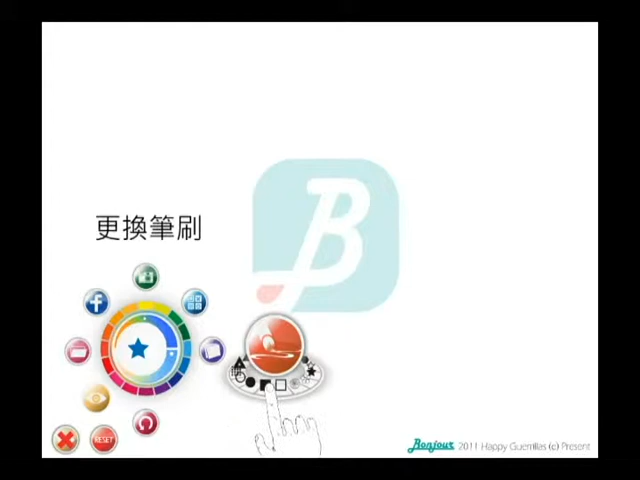 B
更換筆刷
f
RESET
Bonjour 2011 Happy Guerrillas (c) Present